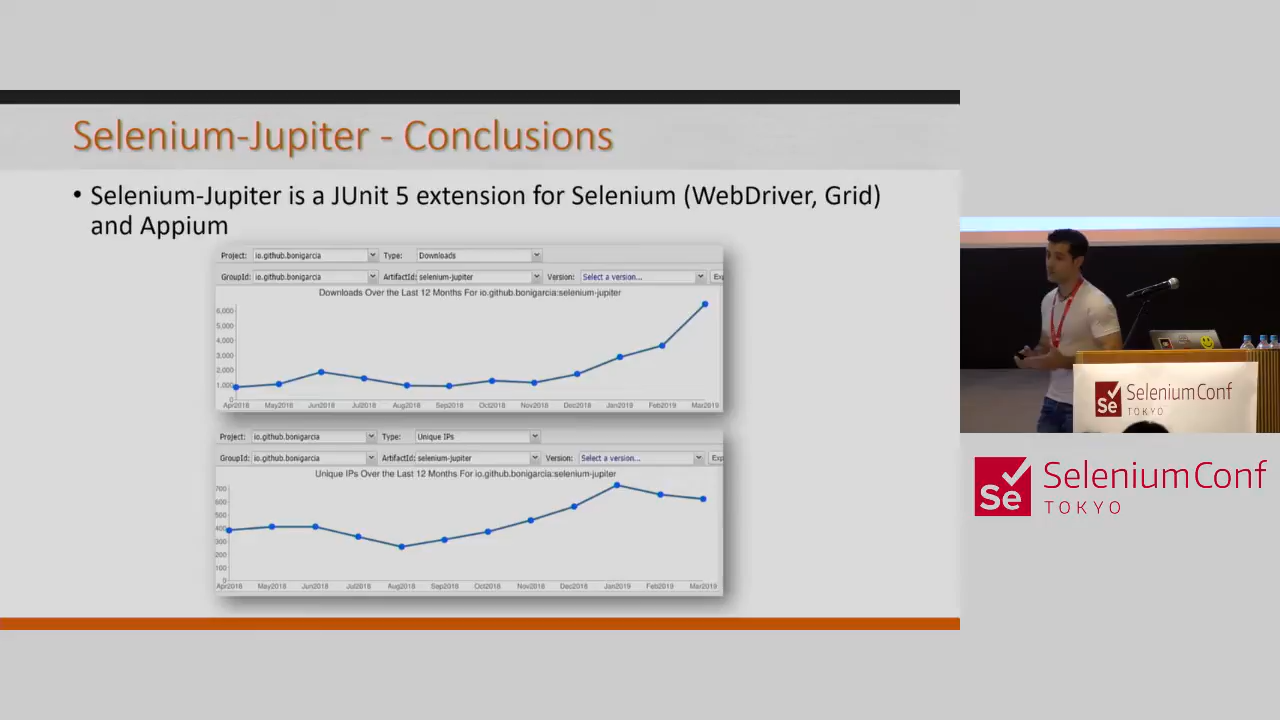 Selenium-Jupiter - Conclusions
• Selenium-Jupiter is a JUnit 5 extension for Selenium (WebDriver, Grid)
and Appium
Project: io.github.bonigarcia Type: Downloads
GroupId: io.github.bonigarcia ArtifactId: selenium-jupiter Version: Select a version... Exp
Downloads Over the Last 12 Months For io.github.bonigarcia:selenium-jupiter
6,000
5,000
4,000
3,000
2,000
1,000
0
Apr2018 May2018 Jun2018 Jul2018 Aug2018 Sep2018 Oct2018 Nov2018 Dec2018 Jan2019 Feb2019 Mar2019
Project: io.github.bonigarcia Type: Unique IPs
GroupId: io.github.bonigarcia ArtifactId: selenium-jupiter Version: Select a version... Exp
Unique IPs Over the Last 12 Months For io.github.bonigarcia:selenium-jupiter
700
600
500
400
300
200
100
0
Apr2018 May2018 Jun2018 Jul2018 Aug2018 Sep2018 Oct2018 Nov2018 Dec2018 Jan2019 Feb2019 Mar2019
Se SeleniumConf
TOKYO
Se SeleniumConf
TOKYO